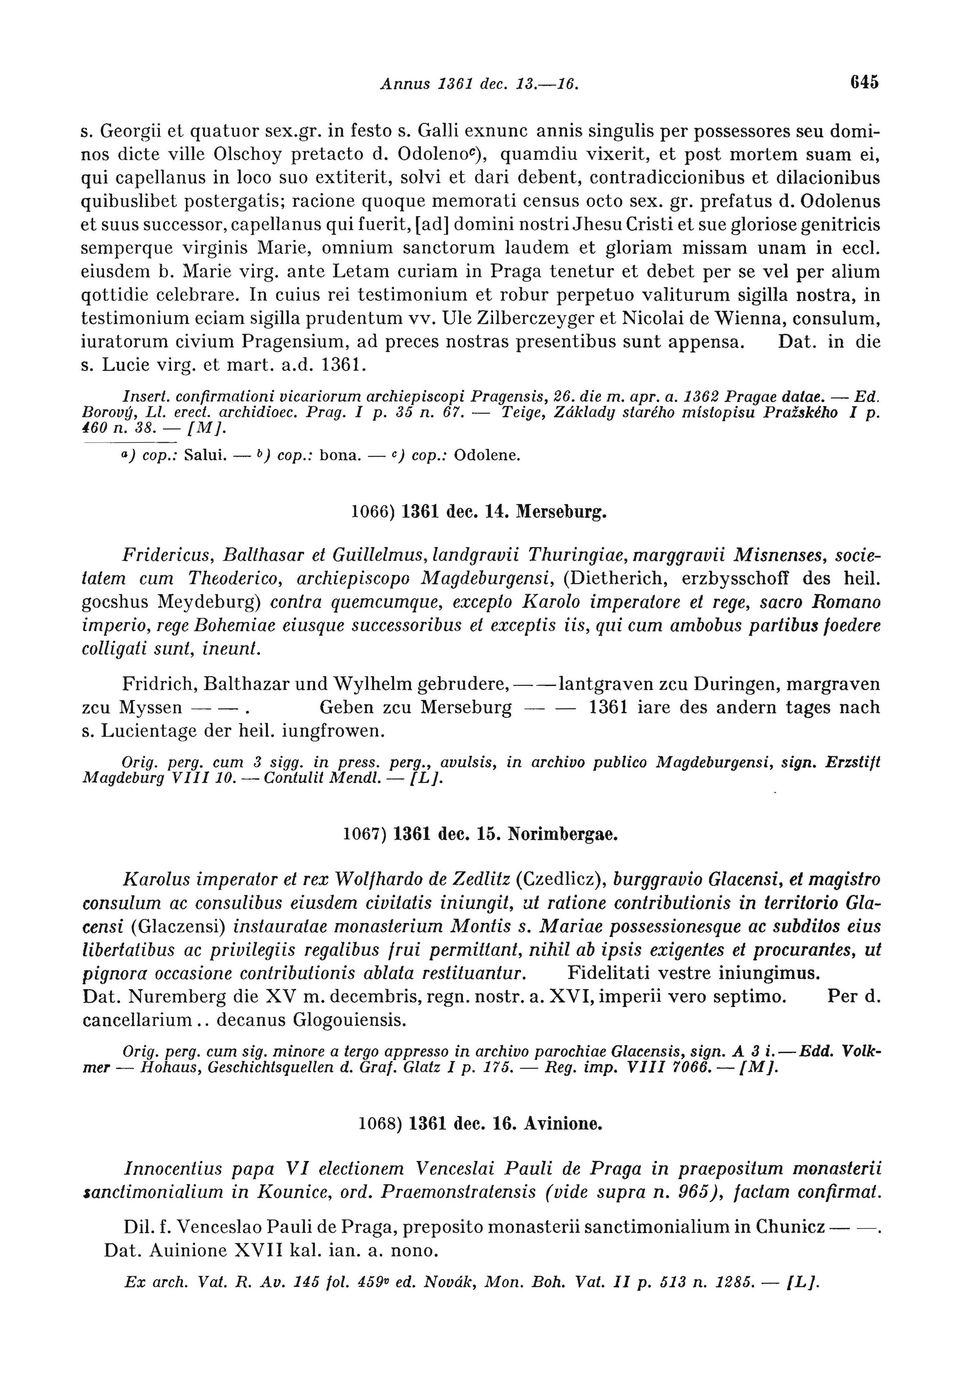 Annus 1361 dec. 13.—16. 645
s. Georgii et quatuor sex.gr. in festo s. Galli exnunc annis singulis per possessores seu domi-
nos dicte ville Olschoy pretacto d. Odoleno c), quamdiu vixerit, et post mortem suam ei,
qui capellanus in loco suo extiterit, solvi et dari debent, contradiccionibus et dilacionibus
quibuslibet postergatis; racione quoque memorati census octo sex. gr. prefatus d. Odolenus
et suus successor, capellanus qui fuerit, [ad] domini nostri Jhesu Cristi et sue gloriose genitricis
semperque virginis Marie, omnium sanctorum laudem et gloriam missam unam in eccl.
eiusdem b. Marie virg. ante Letam curiam in Praga tenetur et debet per se vel per alium
qottidie celebrare. In cuius rei testimonium et robur perpetuo valiturum sigilla nostra, in
testimonium eciam sigilla prudentum vv. Ule Zilberczeyger et Nicolai de Wienna, consulum,
iuratorum civium Pragensium, ad preces nostras presentibus sunt appensa. Dat. in die
s. Lucie virg. et mart. a.d. 1361.
Insert. confirmationi vicariorum archiepiscopi Pragensis, 26. die m. apr. a. 1362 Pragae datae. — Ed.
Borový, Ll. erect. archidioec. Prag. I p. 35 n. 67. — Teige, Základy starého místopisu Pražského I p.
460 n. 38. — [M].
a) cop.: Salui. — b) cop.: bona. — c) cop.: Odolene.
1066) 1361 dec. 14. Merseburg.
Fridericus, Balthasar et Guillelmus, landgravii Thuringiae, marggravii Misnenses, socie-
tatem cum Theoderico, archiepiscopo Magdeburgensi, (Dietherich, erzbysschoff des heil.
gocshus Meydeburg) contra quemcumque, excepto Karolo imperatore et rege, sacro Romano
imperio, rege Bohemiae eiusque successoribus et exceptis iis, qui cum ambobus partibus foedere
colligati sunt, ineunt.
Fridrich, Balthazar und Wylhelm gebrudere, — — lantgraven zcu Duringen, margraven
zcu Myssen — — . Geben zcu Merseburg — — 1361 iare des andern tages nach
s. Lucientage der heil. iungfrowen.
Orig. perg. cum 3 sigg. in press. perg., avulsis, in archivo publico Magdeburgensi, sign. Erzstift
Magdeburg VIII 10. — Contulit Mendl. — [L].
1067) 1361 dec. 15. Norimbergae.
Karolus imperator et rex Wolfhardo de Zedlitz (Czedlicz), burggravio Glacensi, et magistro
consulum ac consulibus eiusdem civitatis iniungit, ut ratione contributionis in territorio Gla-
censi (Glaczensi) instauratae monasterium Montis s. Mariae possessionesque ac subditos eius
libertatibus ac privilegiis regalibus frui permittant, nihil ab ipsis exigentes et procurantes, ut
pignora occasione contributionis ablata restituantur. Fidelitati vestre iniungimus.
Dat. Nuremberg die XV m. decembris, regn. nostr. a. XVI, imperii vero septimo. Per d.
cancellarium . . decanus Glogouiensis.
Orig. perg. cum sig. minore a tergo appresso in archivo parochiae Glacensis, sign. A 3 i. — Edd. Volk-
mer — Hohaus, Geschichtsquellen d. Graf. Glatz I p. 175. — Reg. imp. VIII 7066. — [M].
1068) 1361 dec. 16. Avinione.
Innocentius papa VI electionem Venceslai Pauli de Praga in praepositum monasterii
sanctimonialium in Kounice, ord. Praemonstratensis (vide supra n. 965), factam confirmat.
Dil. f. Venceslao Pauli de Praga, preposito monasterii sanctimonialium in Chunicz — —.
Dat. Auinione XVII kal. ian. a. nono.
Ex arch. Vat. R. Av. 145 fol. 459v ed. Novák, Mon. Boh. Vat. II p. 513 n. 1285. — [L].